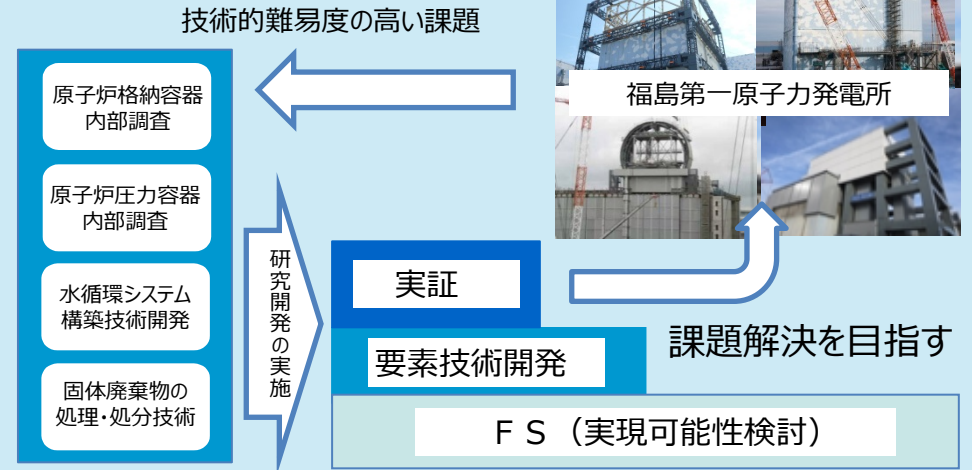 技術的難易度の高い課題
福島第一原子力発電所
原子炉格納容器
内部調査
原子炉圧力容器
内部調査
水循環システム
構築技術開発
固体廃棄物の
処理・処分技術
研究開発の実施
実証
要素技術開発
ＦＳ（実現可能性検討）
課題解決を目指す